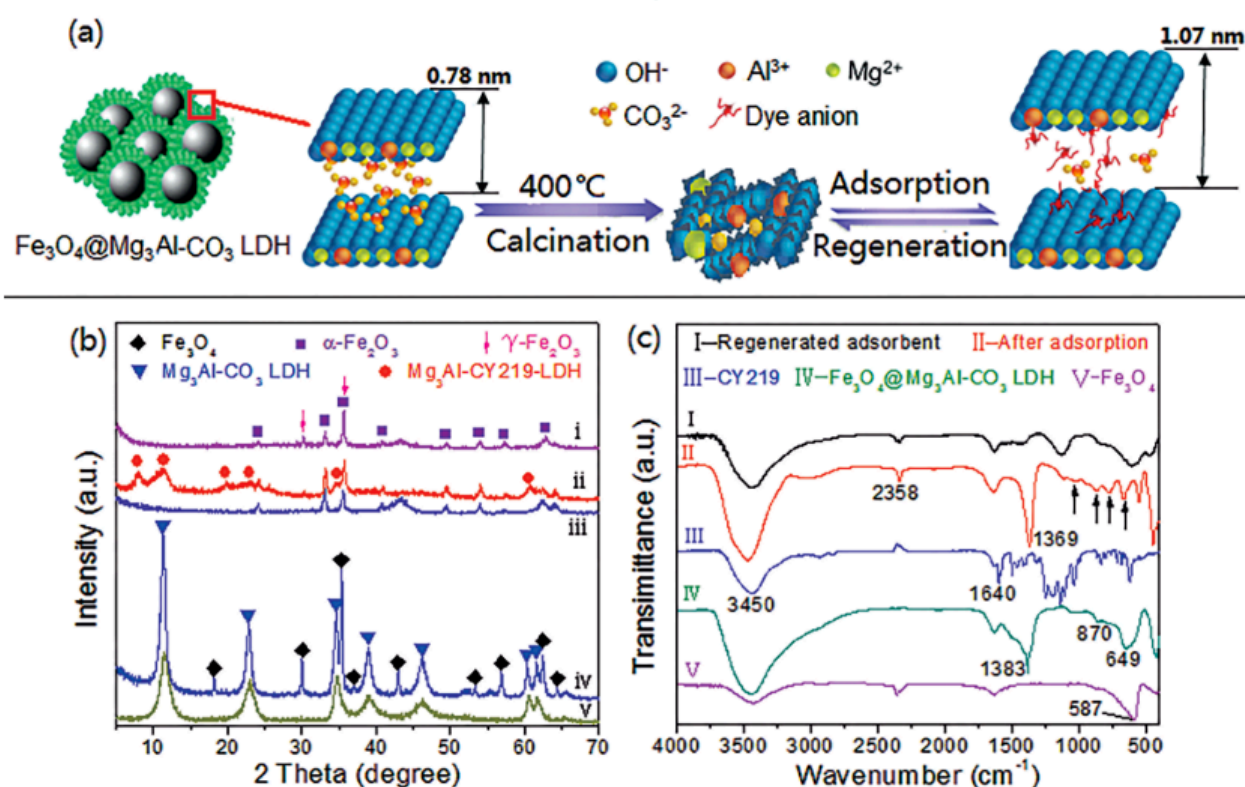 (a)
0.78 nm
1.07 nm
OH-
Al³⁺
Mg²⁺
CO₃²⁻
Dye anion
400℃
Calcination
Adsorption
Regeneration
Fe₃O₄@Mg₃Al-CO₃ LDH
(b)
Fe₃O₄
α-Fe₂O₃
γ-Fe₂O₃
Mg₃Al-CO₃ LDH
Mg₃Al-CY219-LDH
i
ii
iii
iv
v
Intensity (a.u.)
10 20 30 40 50 60 70
2 Theta (degree)
(c)
I—Regenerated adsorbent
II—After adsorption
III—CY219
IV—Fe₃O₄@Mg₃Al-CO₃ LDH
V-Fe₃O₄
I
II
2358
1369
III
3450
1640
IV
870
1383
649
V
587
Transimittance (a.u.)
4000 3500 3000 2500 2000 1500 1000 500
Wavenumber (cm⁻¹)